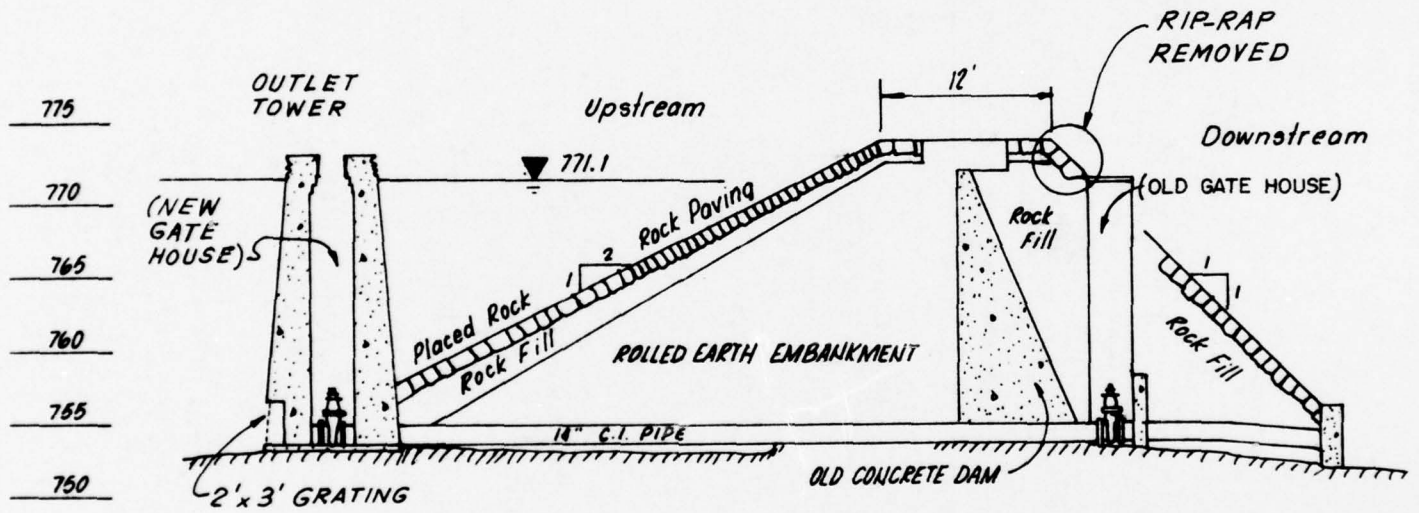 RIP-RAP
REMOVED
OUTLET
TOWER
12'
775
Upstream
Downstream
771.1
770
(NEW
GATE
HOUSE)
(OLD GATE HOUSE)
Rock
Fill
Rock Paving
2
1
765
1
1
Placed Rock
Rock Fill
Rock Fill
760
ROLLED EARTH EMBANKMENT
755
14" C.I. PIPE
OLD CONCRETE DAM
2'x 3' GRATING
750